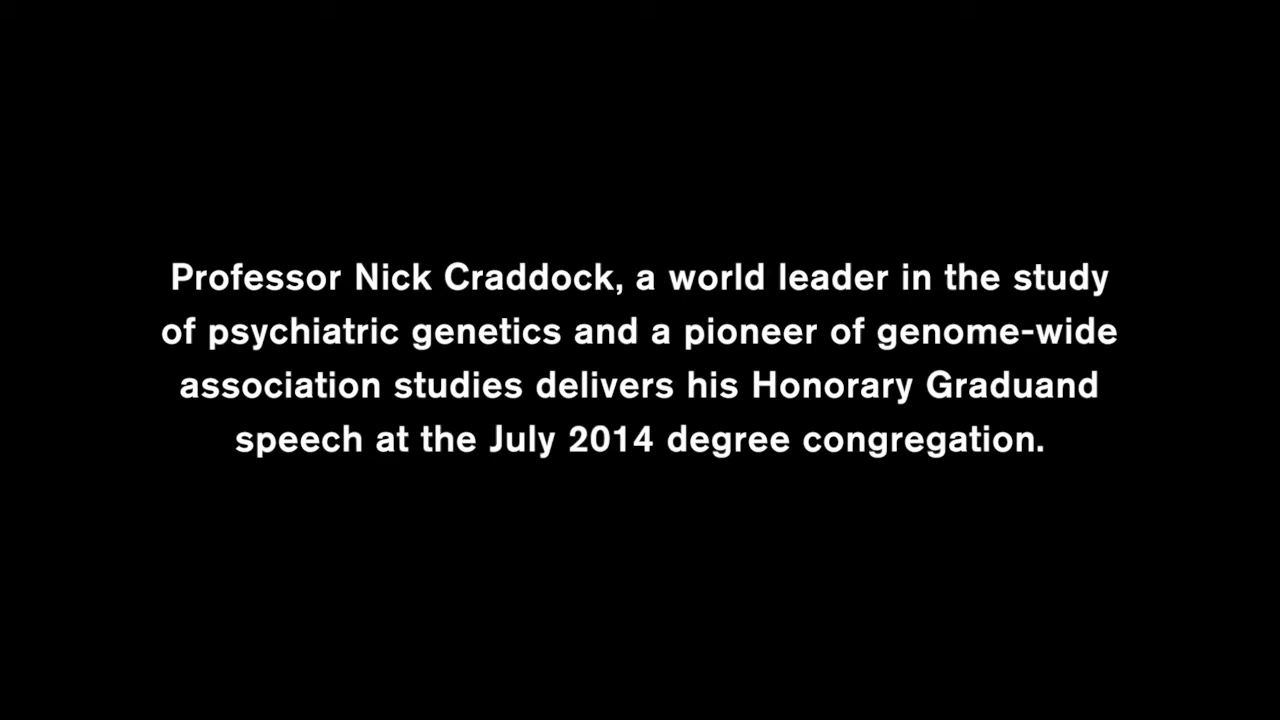 Professor Nick Craddock, a world leader in the study
of psychiatric genetics and a pioneer of genome-wide
association studies delivers his Honorary Graduand
speech at the July 2014 degree congregation.